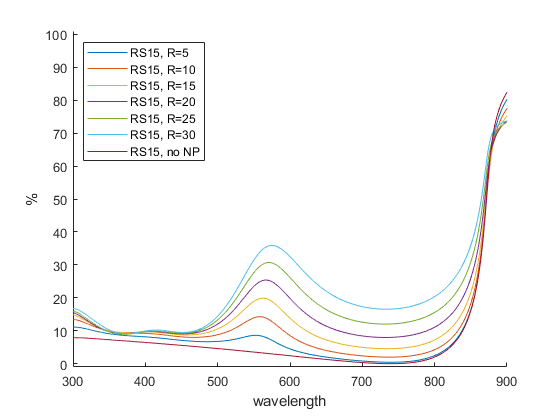 100
90
80
70
60
50
40
30
20
10
0
%
RS15, R=5
RS15, R=10
RS15, R=15
RS15, R=20
RS15, R=25
RS15, R=30
RS15, no NP
300 400 500 600 700 800 900
wavelength